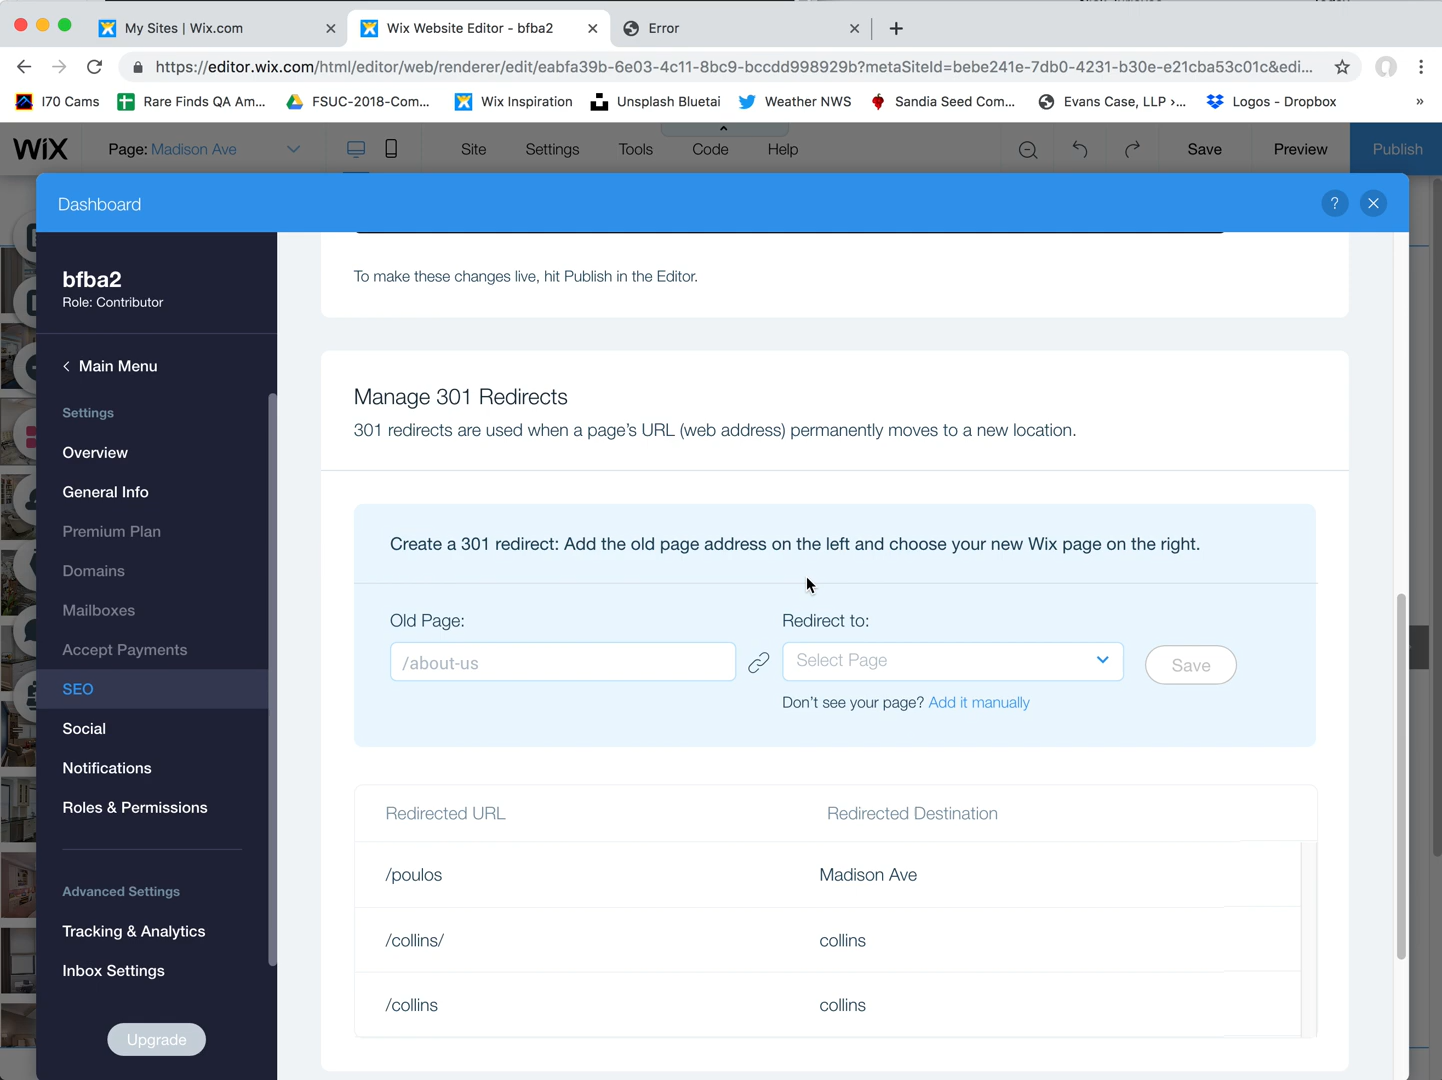 My Sites | Wix.com
Wix Website Editor - bfba2
Error
https://editor.wix.com/html/editor/web/renderer/edit/eabfa39b-6e03-4c11-8bc9-bccdd998929b?metaSiteId=bebe241e-7db0-4231-b30e-e21cba53c01c&edi...
I70 Cams
Rare Finds QA Am...
FSUC-2018-Com...
Wix Inspiration
Unsplash Bluetai
Weather NWS
Sandia Seed Com...
Evans Case, LLP >...
Logos - Dropbox
»
WiX
Page: Madison Ave
Site
Settings
Tools
Code
Help
Save
Preview
Publish
Dashboard
?
bfba2
Role: Contributor
Main Menu
Settings
Overview
General Info
Premium Plan
Domains
Mailboxes
Accept Payments
SEO
Social
Notifications
Roles & Permissions
Advanced Settings
Tracking & Analytics
Inbox Settings
Upgrade
To make these changes live, hit Publish in the Editor.
Manage 301 Redirects
301 redirects are used when a page's URL (web address) permanently moves to a new location.
Create a 301 redirect: Add the old page address on the left and choose your new Wix page on the right.
Old Page:
Redirect to:
/about-us
Select Page
Save
Don't see your page? Add it manually
Redirected URL
Redirected Destination
/poulos
Madison Ave
/collins/
collins
/collins
collins